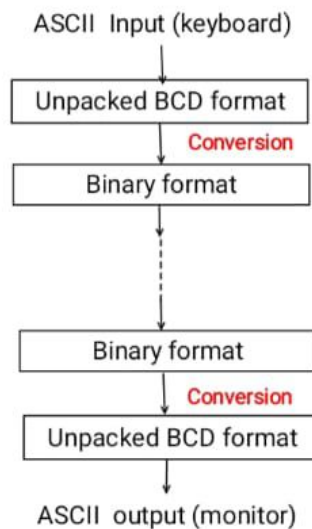 ASCII Input (keyboard)
Unpacked BCD format
Conversion
Binary format
Binary format
Conversion
Unpacked BCD format
ASCII output (monitor)